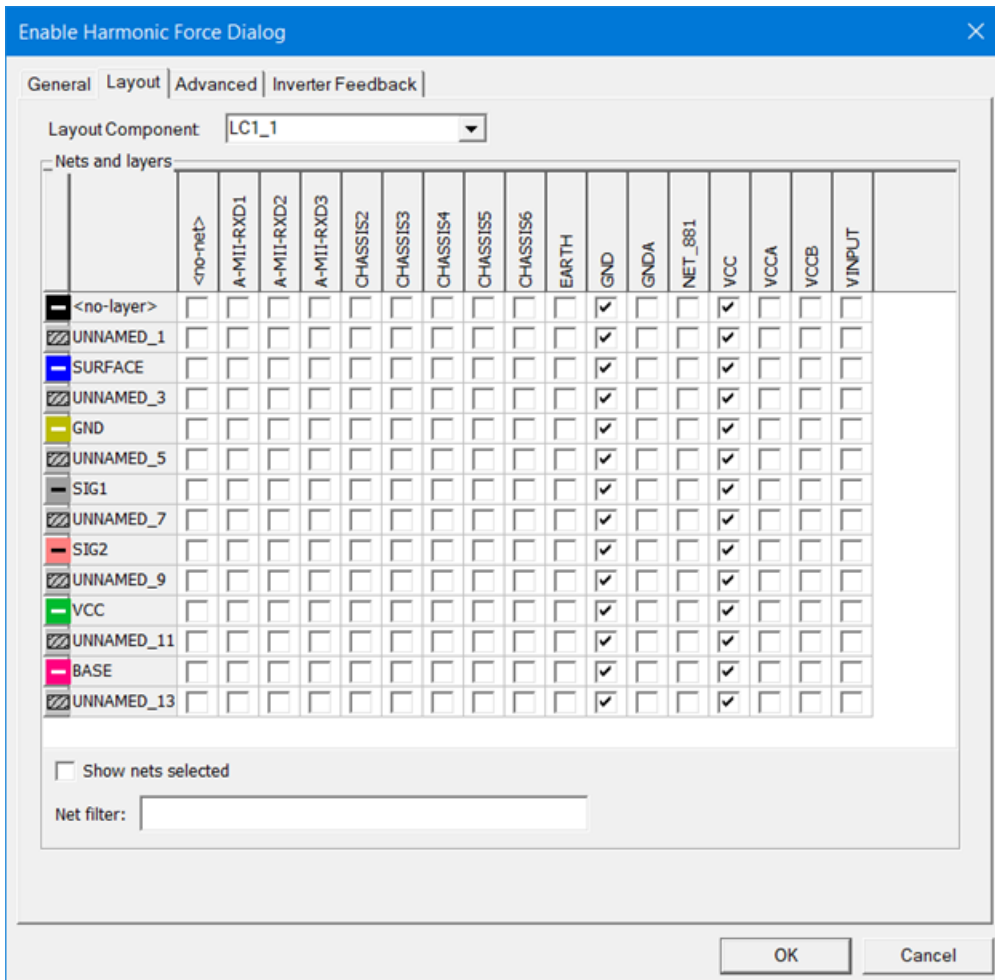 Enable Harmonic Force Dialog
General Layout Advanced Inverter Feedback
Layout Component: LC1_1
Nets and layers
<no-net> A-MII-RXD1 A-MII-RXD2 A-MII-RXD3 CHASSIS2 CHASSIS3 CHASSIS4 CHASSIS5 CHASSIS6 EARTH GND GNDA NET_881 VCC VCCA VCCB VINPUT
<no-layer>
UNNAMED_1
SURFACE
UNNAMED_3
GND
UNNAMED_5
SIG1
UNNAMED_7
SIG2
UNNAMED_9
VCC
UNNAMED_11
BASE
UNNAMED_13
Show nets selected
Net filter:
OK Cancel